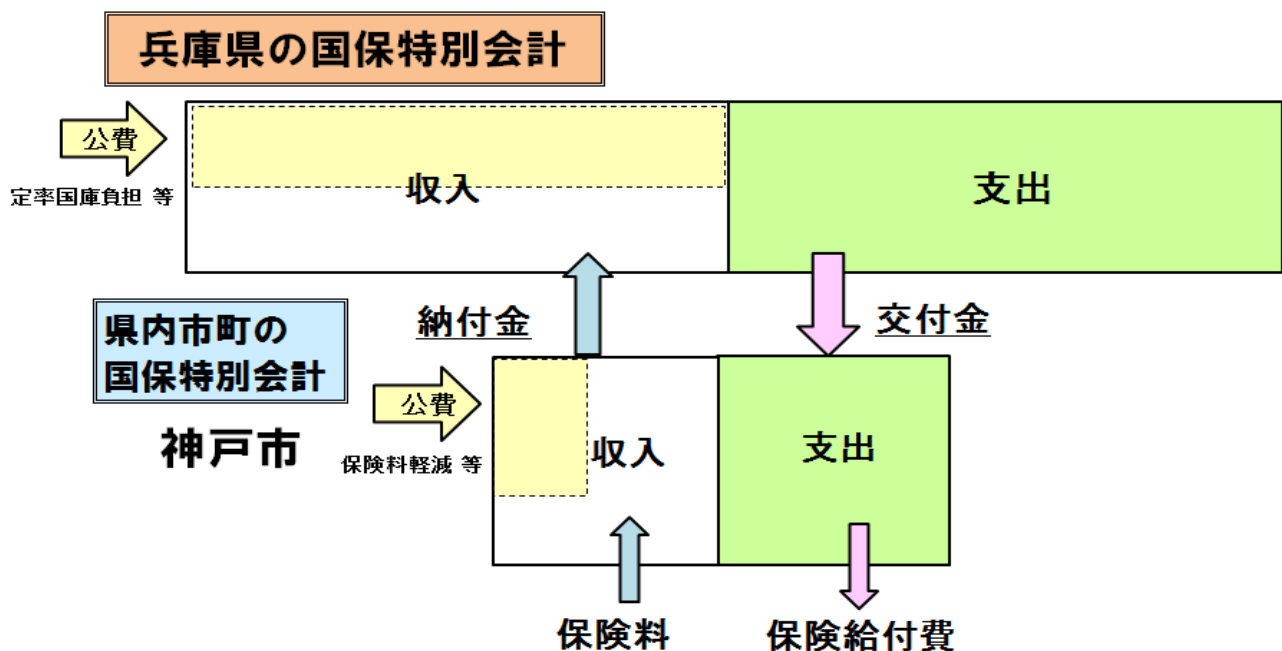 兵庫県の国保特別会計
公費
定率国庫負担 等
収入
支出
県内市町の
国保特別会計
納付金
交付金
神戸市
公費
保険料軽減 等
収入
支出
保険料
保険給付費